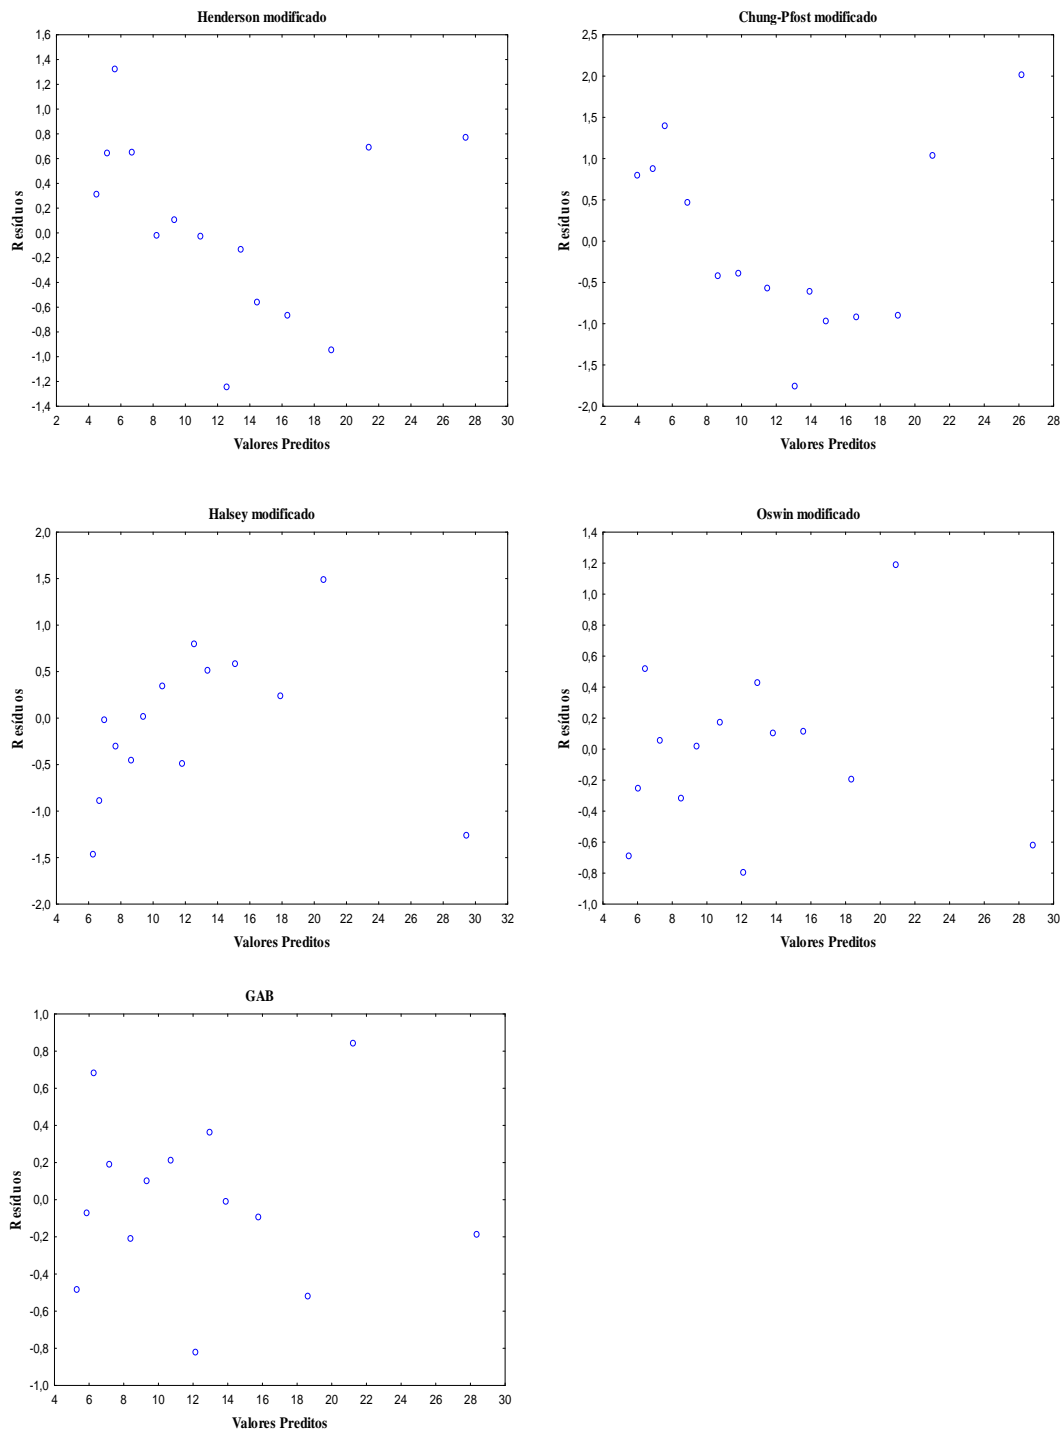 Henderson modificado
1,6
1,4
1,2
1,0
0,8
0,6
0,4
0,2
0,0
-0,2
-0,4
-0,6
-0,8
-1,0
-1,2
-1,4
Resíduos
2 4 6 8 10 12 14 16 18 20 22 24 26 28 30
Valores Preditos
Chung-Pfost modificado
2,5
2,0
1,5
1,0
0,5
0,0
-0,5
-1,0
-1,5
-2,0
Resíduos
2 4 6 8 10 12 14 16 18 20 22 24 26 28
Valores Preditos
Halsey modificado
2,0
1,5
1,0
0,5
0,0
-0,5
-1,0
-1,5
-2,0
Resíduos
4 6 8 10 12 14 16 18 20 22 24 26 28 30 32
Valores Preditos
Oswin modificado
1,4
1,2
1,0
0,8
0,6
0,4
0,2
0,0
-0,2
-0,4
-0,6
-0,8
-1,0
Resíduos
4 6 8 10 12 14 16 18 20 22 24 26 28 30
Valores Preditos
GAB
1,0
0,8
0,6
0,4
0,2
0,0
-0,2
-0,4
-0,6
-0,8
-1,0
Resíduos
4 6 8 10 12 14 16 18 20 22 24 26 28 30
Valores Preditos